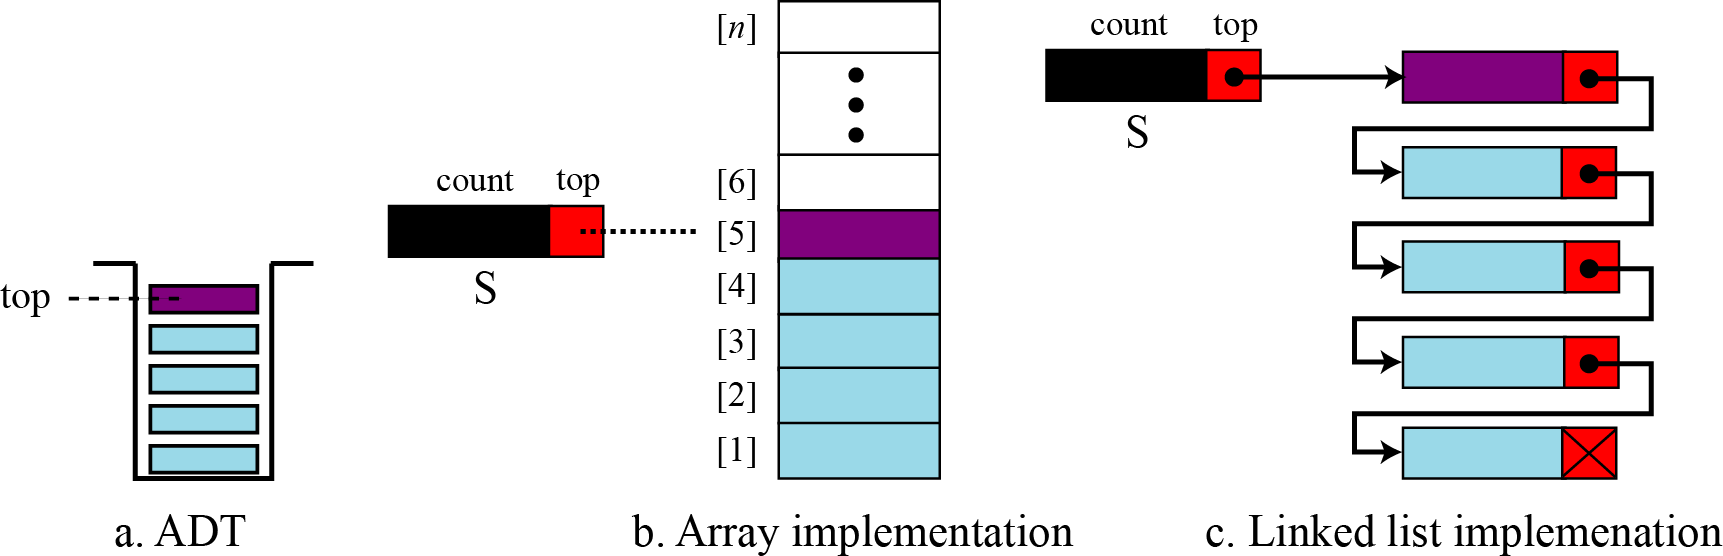 top
a. ADT
count top
S
[n]
[6]
[5]
[4]
[3]
[2]
[1]
b. Array implementation
count top
S
c. Linked list implemenation